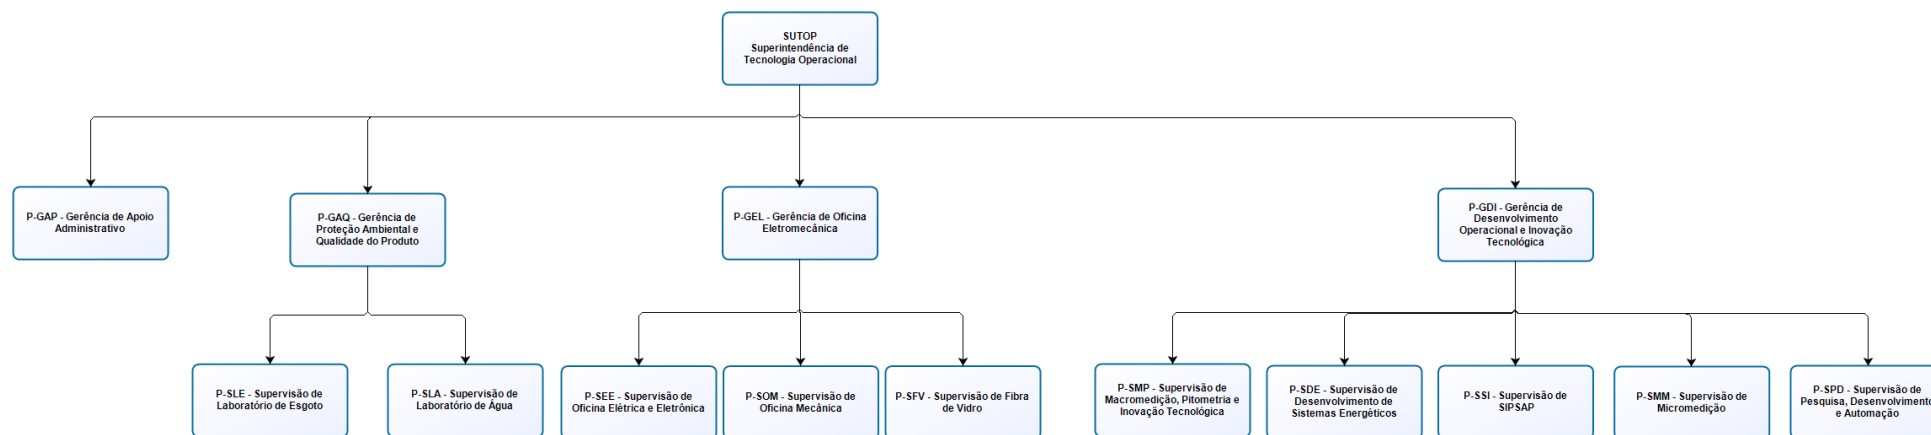 SUTOP
Superintendência de
Tecnologia Operacional
P-GAP - Gerência de Apoio
Administrativo
P-GAQ - Gerência de
Proteção Ambiental e
Qualidade do Produto
P-GEL - Gerência de Oficina
Eletromecânica
P-GDI - Gerência de
Desenvolvimento
Operacional e Inovação
Tecnológica
P-SLE - Supervisão de
Laboratório de Esgoto
P-SLA - Supervisão de
Laboratório de Água
P-SEE - Supervisão de
Oficina Elétrica e Eletrônica
P-SOM - Supervisão de
Oficina Mecânica
P-SFV - Supervisão de Fibra
de Vidro
P-SMP - Supervisão de
Macromedição, Pitometria e
Inovação Tecnológica
P-SDE - Supervisão de
Desenvolvimento de
Sistemas Energéticos
P-SSI - Supervisão de
SIPSAP
P-SMM - Supervisão de
Micromedição
P-SPD - Supervisão de
Pesquisa, Desenvolvimento
e Automação